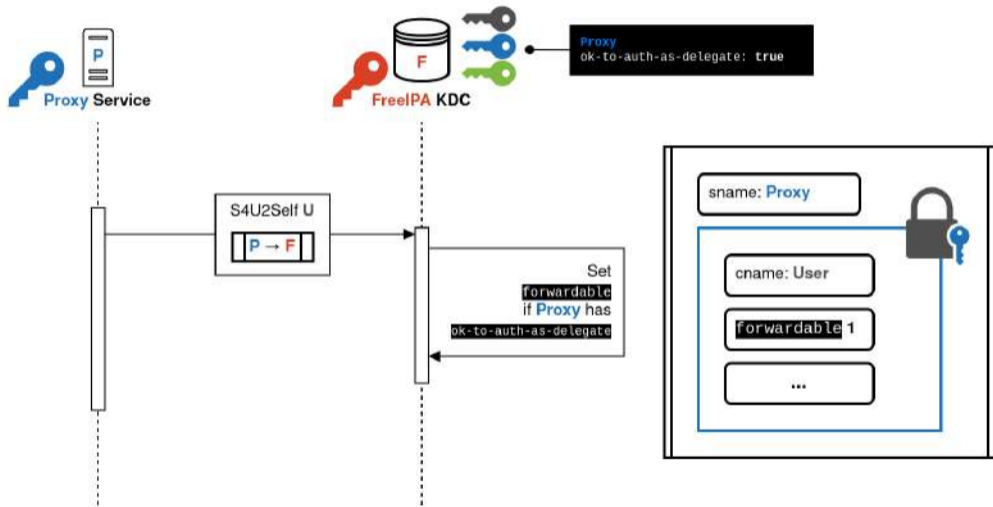 P
Proxy Service
F
FreeIPA KDC
Proxy
ok-to-auth-as-delegate: true
S4U2Self U
P → F
Set
forwardable
if Proxy has
ok-to-auth-as-delegate
sname: Proxy
cname: User
forwardable 1
...